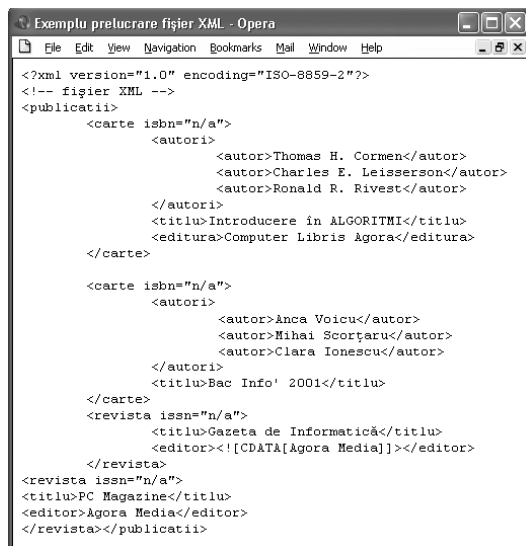 Exemplu prelucrare fişier XML - Opera
File Edit View Navigation Bookmarks Mail Window Help
<?xml version="1.0" encoding="ISO-8859-2"?>
<!-- fişier XML -->
<publicatii>
<carte isbn="n/a">
<autori>
<autor>Thomas H. Cormen</autor>
<autor>Charles E. Leisserson</autor>
<autor>Ronald R. Rivest</autor>
</autori>
<titlu>Introducere în ALGORITMI</titlu>
<editura>Computer Libris Agora</editura>
</carte>
<carte isbn="n/a">
<autori>
<autor>Anca Voicu</autor>
<autor>Mihai Scorţaru</autor>
<autor>Clara Ionescu</autor>
</autori>
<titlu>Bac Info' 2001</titlu>
</carte>
<revista issn="n/a">
<titlu>Gazeta de Informatică</titlu>
<editor><![CDATA[Agora Media]]></editor>
</revista>
<revista issn="n/a">
<titlu>PC Magazine</titlu>
<editor>Agora Media</editor>
</revista></publicatii>